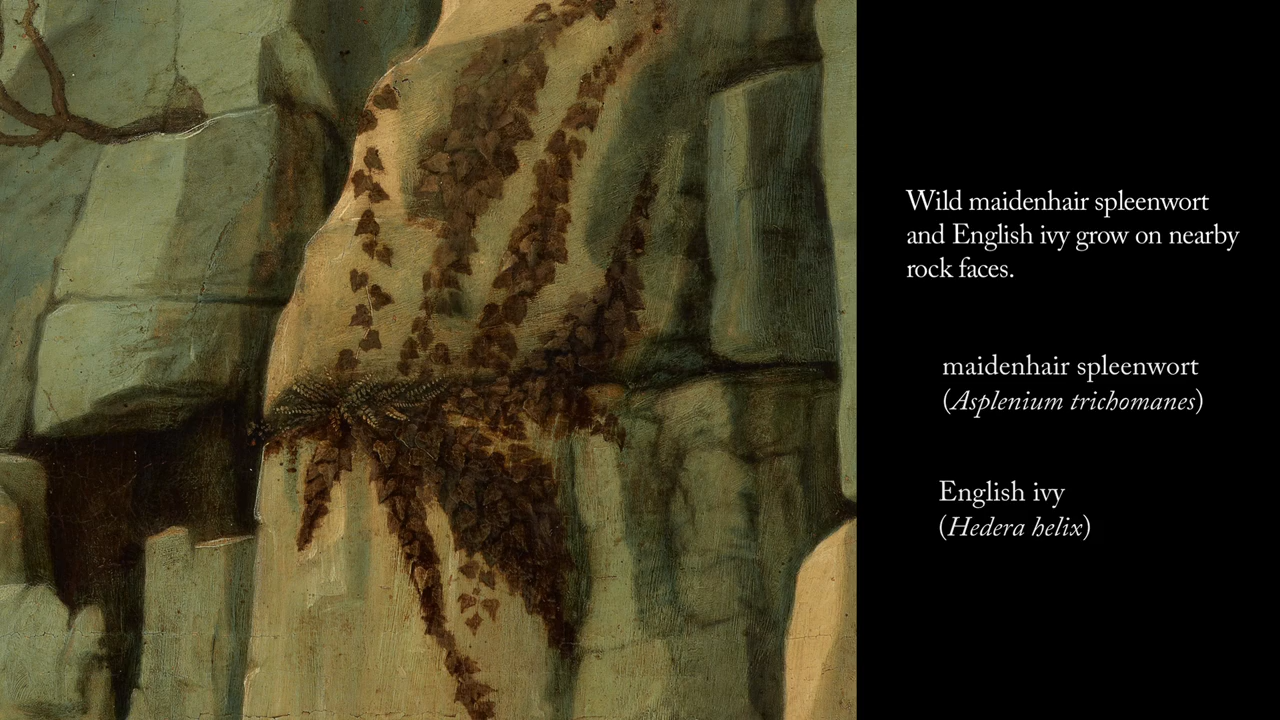 Wild maidenhair spleenwort
and English ivy grow on nearby
rock faces.
maidenhair spleenwort
(Asplenium trichomanes)
English ivy
(Hedera helix)